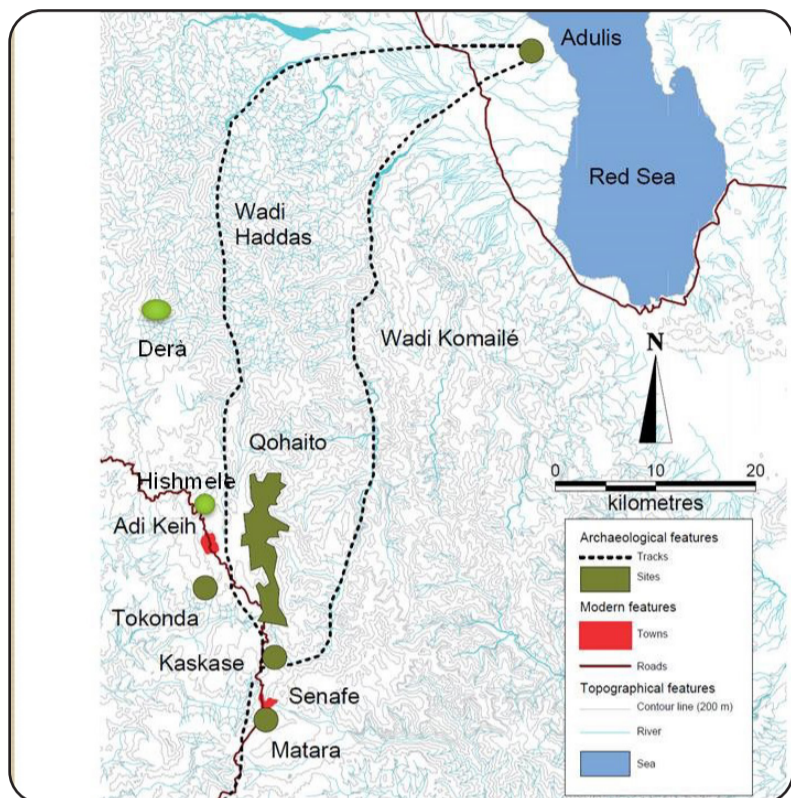 Adulis
Red Sea
Wadi
Haddas
Wadi Komailé
Derà
N
Qohaito
Hishmele
0 10 20
kilometres
Adi Keih
Tokonda
Kaskase
Senafe
Matara
Archaeological features
Tracks
Sites
Modern features
Towns
Roads
Topographical features
Contour line (200 m)
River
Sea